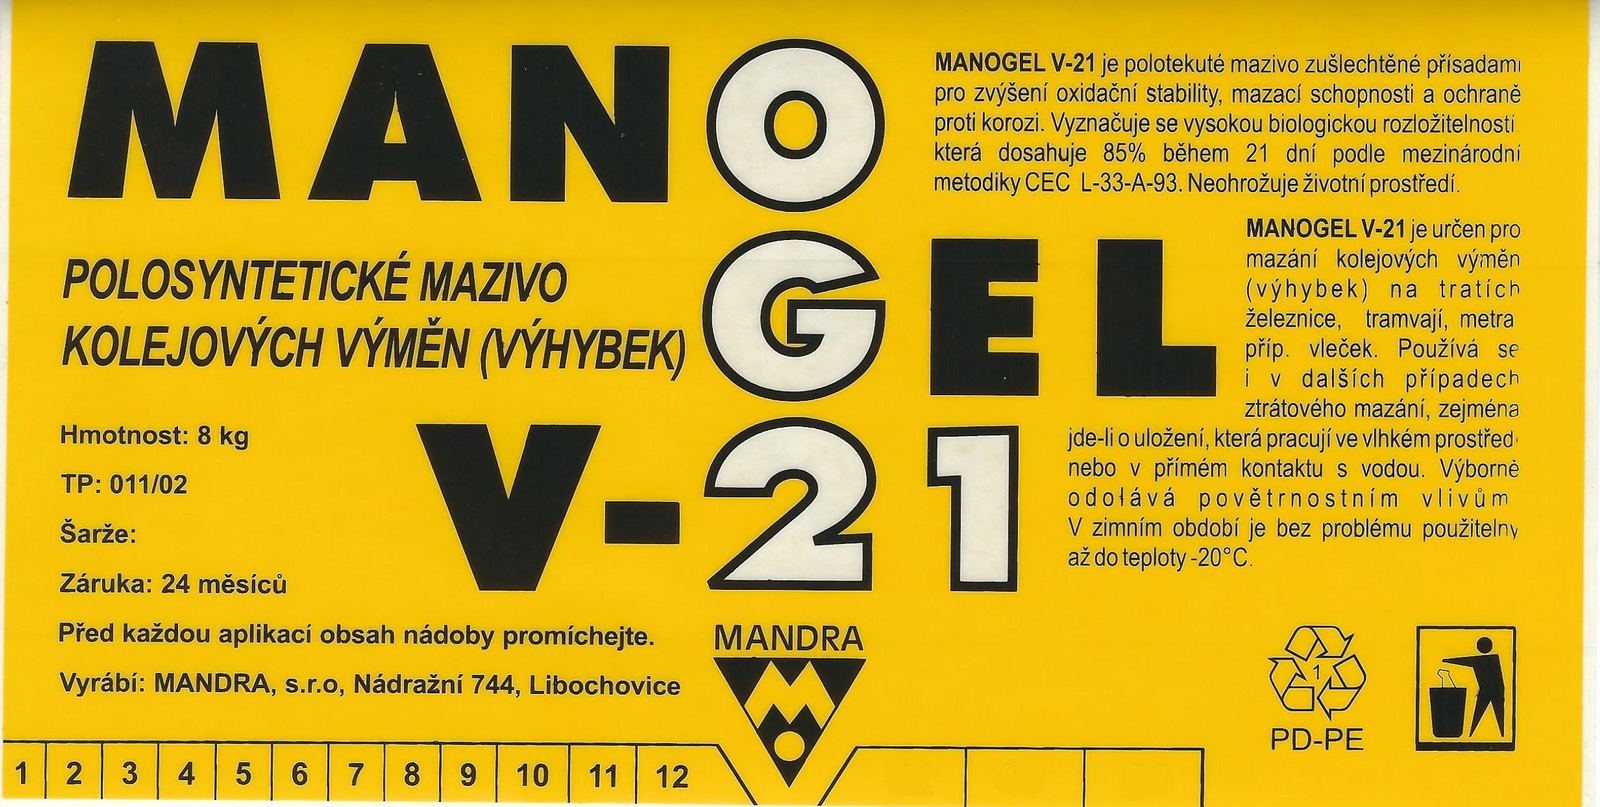 MANOGEL
V-21
POLOSYNTETICKÉ MAZIVO
KOLEJOVÝCH VÝMĚN (VÝHYBEK)
Hmotnost: 8 kg
TP: 011/02
Šarže:
Záruka: 24 měsíců
Před každou aplikací obsah nádoby promíchejte.
Vyrábí: MANDRA, s.r.o, Nádražní 744, Libochovice
MANOGEL V-21 je polotekuté mazivo zušlechtěné přísadami
pro zvýšení oxidační stability, mazací schopnosti a ochraně
proti korozi. Vyznačuje se vysokou biologickou rozložitelností
která dosahuje 85% během 21 dní podle mezinárodní
metodiky CEC L-33-A-93. Neohrožuje životní prostředí.
MANOGEL V-21 je určen pro
mazání kolejových výměn
(výhybek) na tratích
železnice, tramvají, metra
příp. vleček. Používá se
i v dalších případech
ztrátového mazání, zejména
jde-li o uložení, která pracují ve vlhkém prostřed
nebo v přímém kontaktu s vodou. Výborně
odolává povětrnostním vlivům
V zimním období je bez problému použitelny
až do teploty -20°C.
MANDRA
1
PD-PE
1 2 3 4 5 6 7 8 9 10 11 12